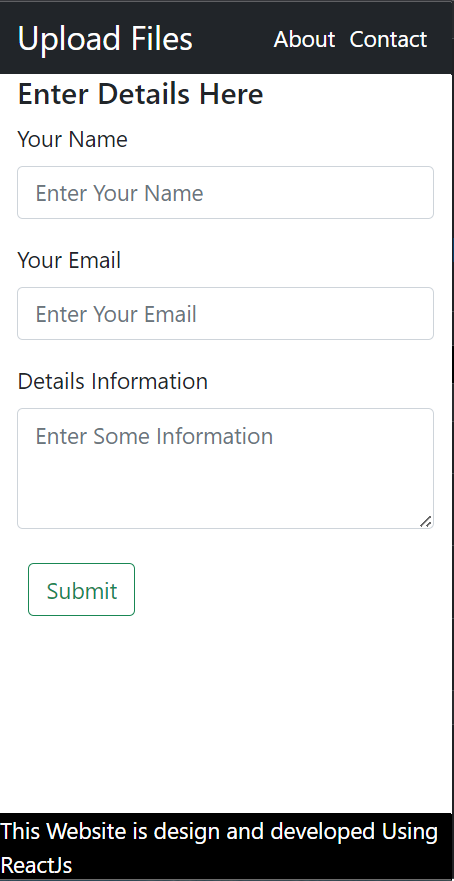 Upload Files About Contact
Enter Details Here
Your Name
Enter Your Name
Your Email
Enter Your Email
Details Information
Enter Some Information
Submit
This Website is design and developed Using
ReactJs